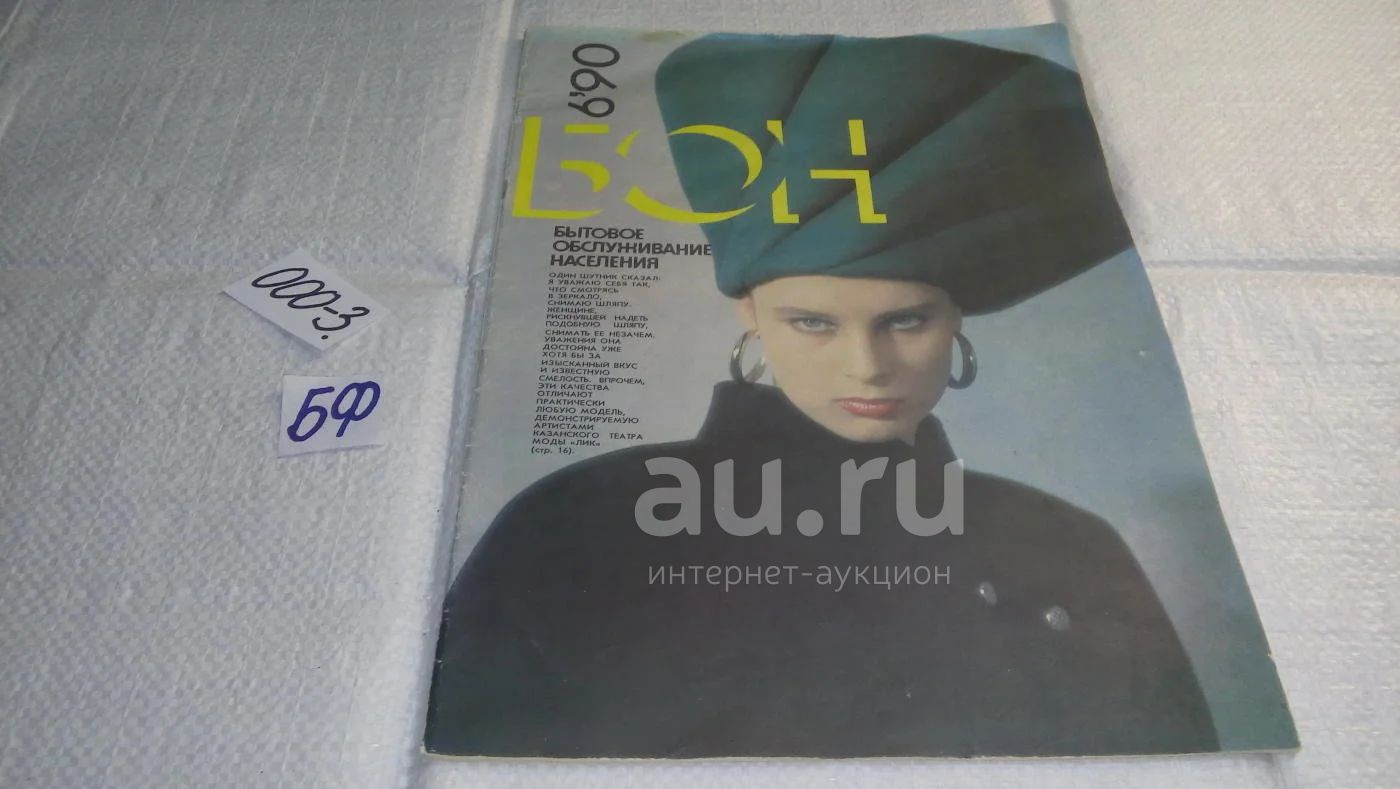 6'90
БОН
БЫТОВОЕ
ОБСЛУЖИВАНИЕ
НАСЕЛЕНИЯ
ОДИН ШУТНИК СКАЗАЛ:
Я УВАЖАЮ СЕБЯ ТАК,
ЧТО СМОТРЯСЬ
В ЗЕРКАЛО,
СНИМАЮ ШЛЯПУ.
ЖЕНЩИНЕ,
РИСКНУВШЕЙ НАДЕТЬ
ПОДОБНУЮ ШЛЯПУ,
СНИМАТЬ ЕЕ НЕЗАЧЕМ.
УВАЖЕНИЯ ОНА
ДОСТОЙНА УЖЕ
ХОТЯ БЫ ЗА
ИЗЫСКАННЫЙ ВКУС
И ИЗВЕСТНУЮ
СМЕЛОСТЬ. ВПРОЧЕМ,
ЭТИ КАЧЕСТВА
ОТЛИЧАЮТ
ПРАКТИЧЕСКИ
ЛЮБУЮ МОДЕЛЬ,
ДЕМОНСТРИРУЕМУЮ
АРТИСТАМИ
КАЗАНСКОГО ТЕАТРА
МОДЫ «ЛИК»
(стр. 16).
000-3.
БФ
au.ru
интернет-аукцион